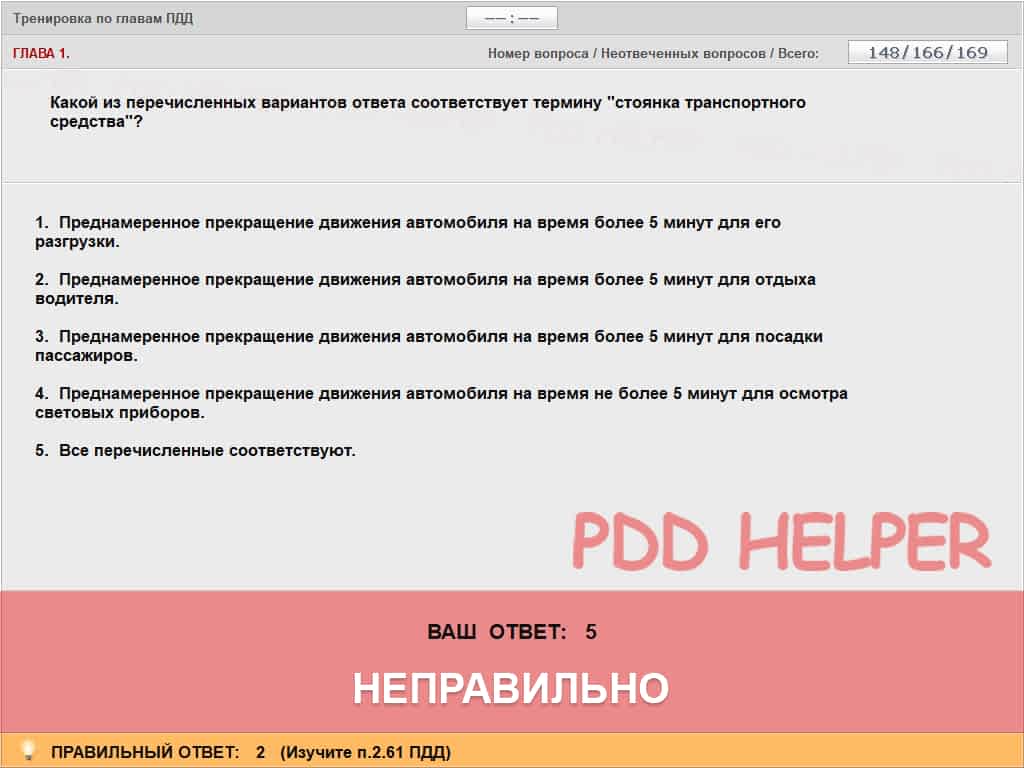 Тренировка по главам ПДД
—— : ——
ГЛАВА 1.
Номер вопроса / Неотвеченных вопросов / Всего:
148/166/169
Какой из перечисленных вариантов ответа соответствует термину "стоянка транспортного
средства"?
1. Преднамеренное прекращение движения автомобиля на время более 5 минут для его
разгрузки.
2. Преднамеренное прекращение движения автомобиля на время более 5 минут для отдыха
водителя.
3. Преднамеренное прекращение движения автомобиля на время более 5 минут для посадки
пассажиров.
4. Преднамеренное прекращение движения автомобиля на время не более 5 минут для осмотра
световых приборов.
5. Все перечисленные соответствуют.
PDD HELPER
ВАШ ОТВЕТ: 5
НЕПРАВИЛЬНО
ПРАВИЛЬНЫЙ ОТВЕТ: 2 (Изучите п.2.61 ПДД)